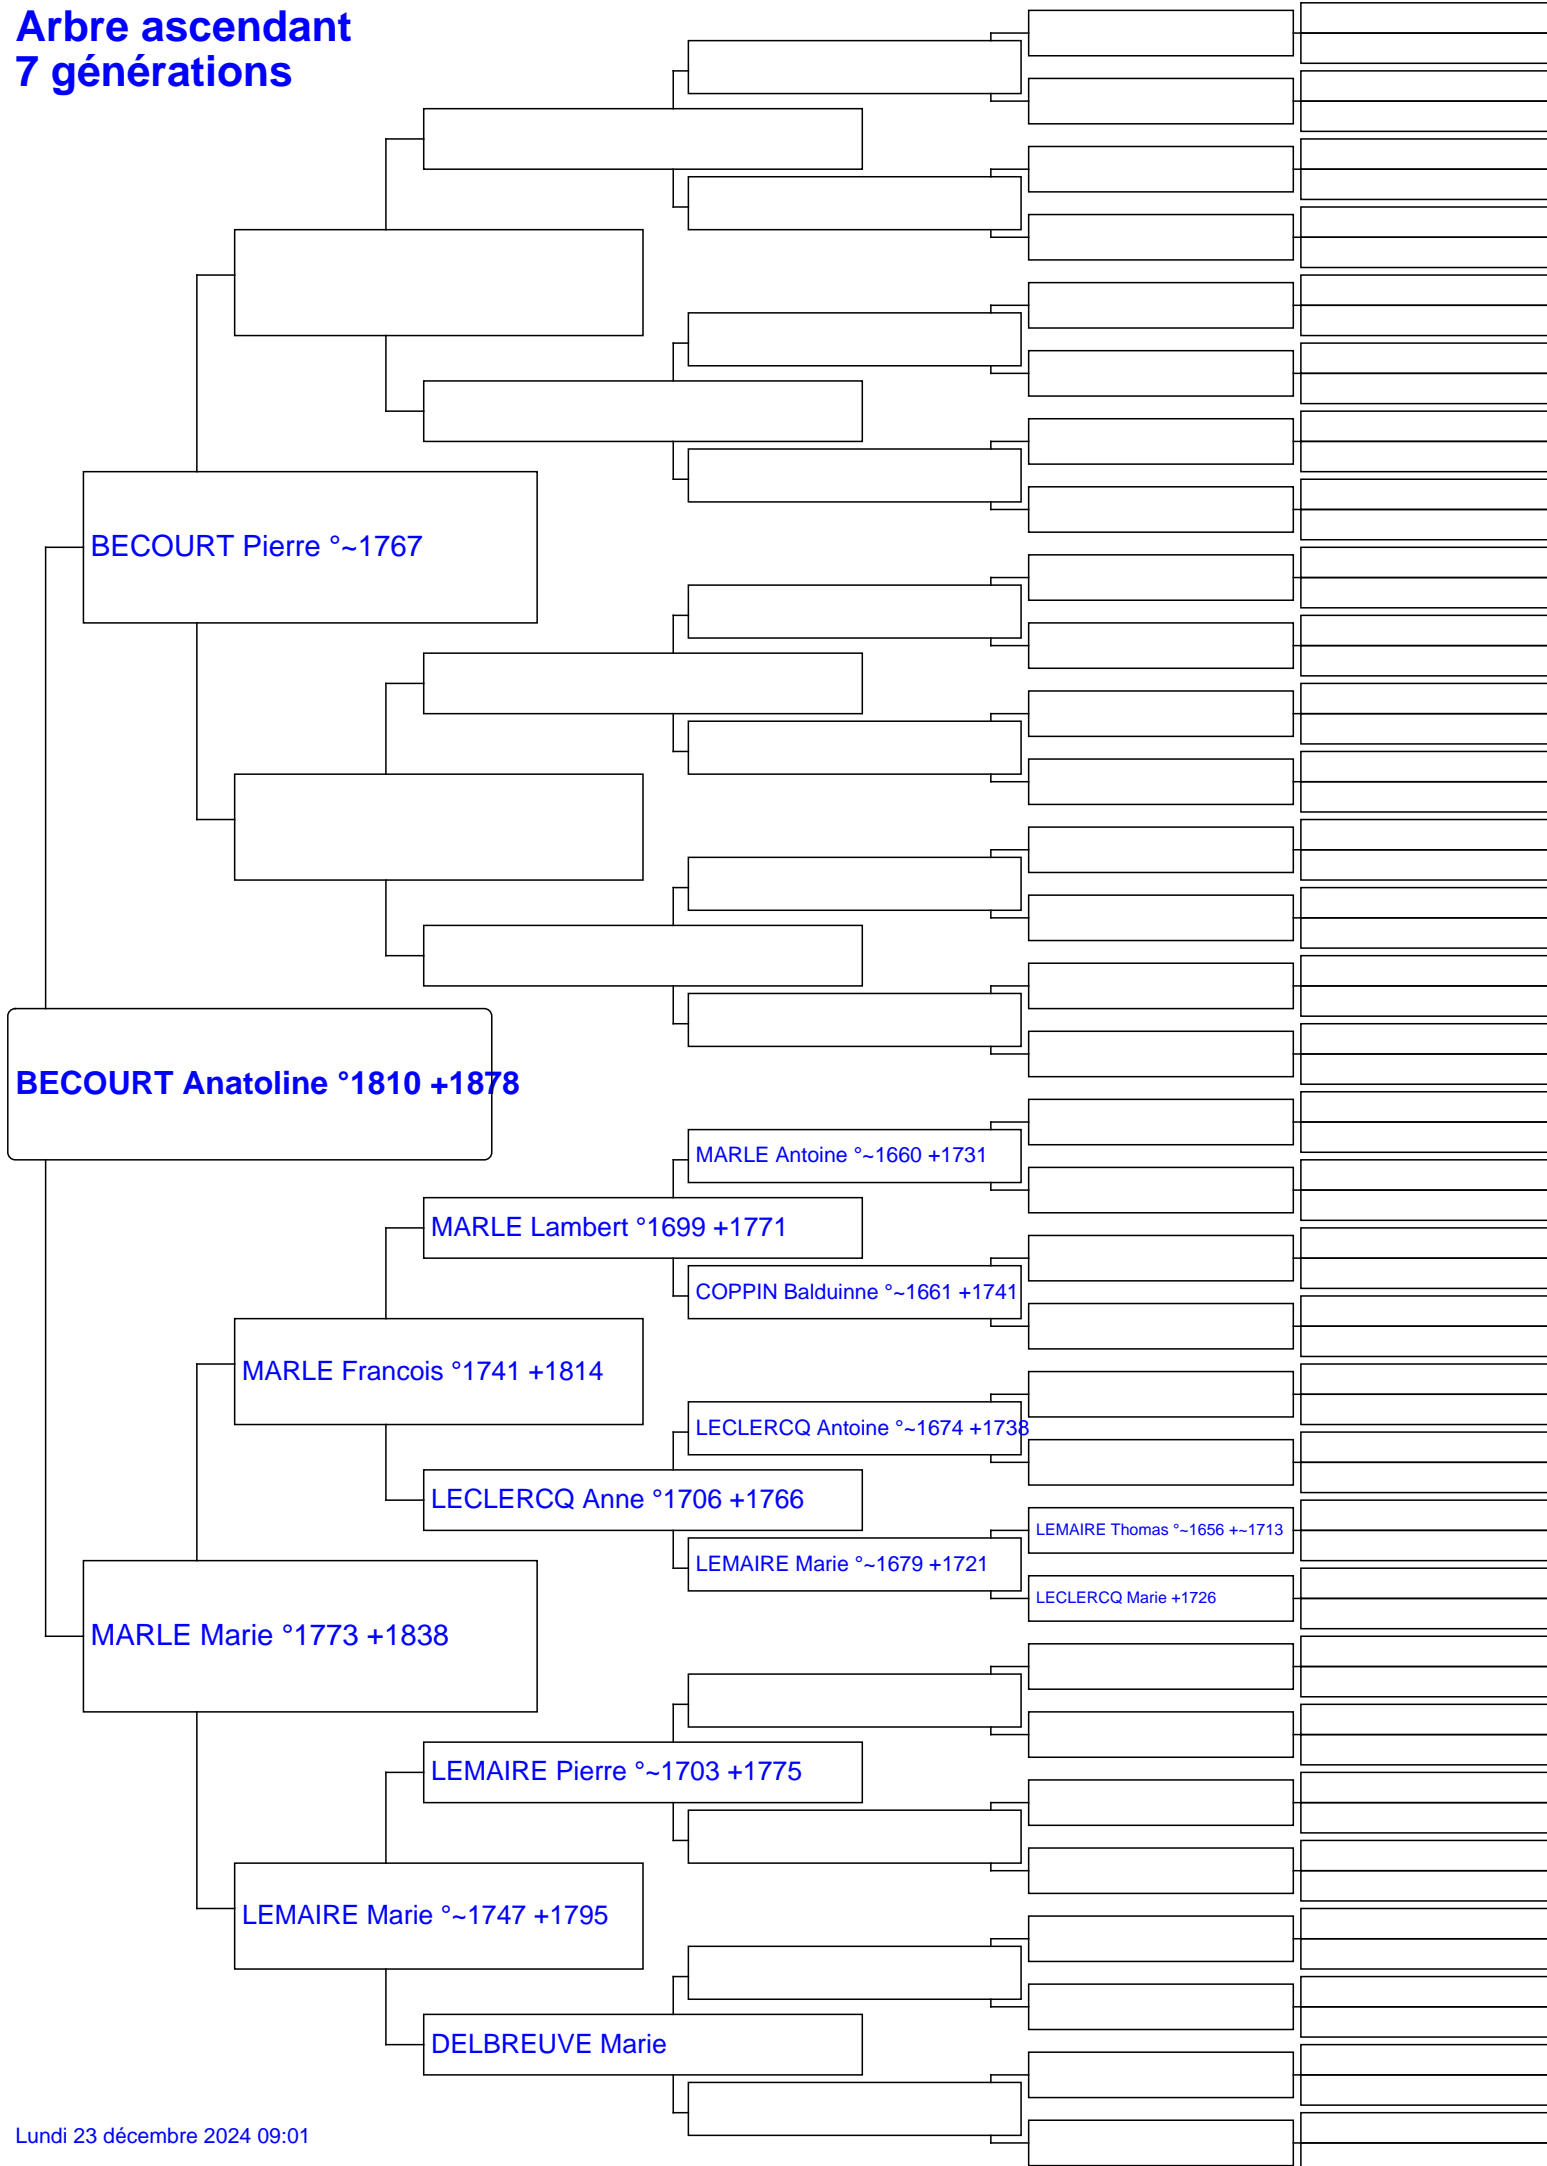 Arbre ascendant
7 générations
BECOURT Pierre °~1767
BECOURT Anatoline °1810 +1878
MARLE Antoine °~1660 +1731
MARLE Lambert °1699 +1771
COPPIN Balduinne °~1661 +1741
MARLE Francois °1741 +1814
LECLERCQ Antoine °~1674 +1738
LECLERCQ Anne °1706 +1766
LEMAIRE Thomas °~1656 +~1713
LEMAIRE Marie °~1679 +1721
LECLERCQ Marie +1726
MARLE Marie °1773 +1838
LEMAIRE Pierre °~1703 +1775
LEMAIRE Marie °~1747 +1795
DELBREUVE Marie
Lundi 23 décembre 2024 09:01